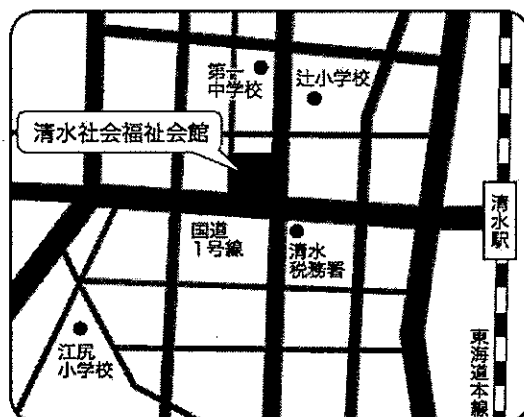 第一
中学校
辻小学校
清水社会福祉会館
清水駅
国道
1号線
清水
税務署
江尻
小学校
東海道本線